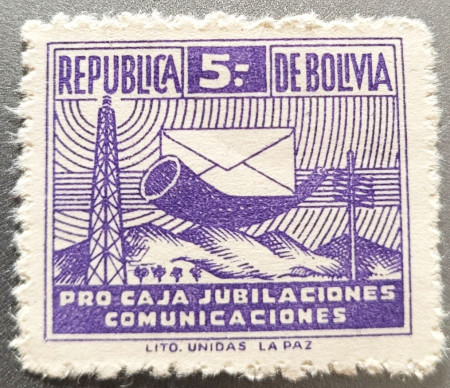 REPUBLICA 5.- DE BOLIVIA
PRO CAJA JUBILACIONES
COMUNICACIONES
LITO. UNIDAS LA PAZ